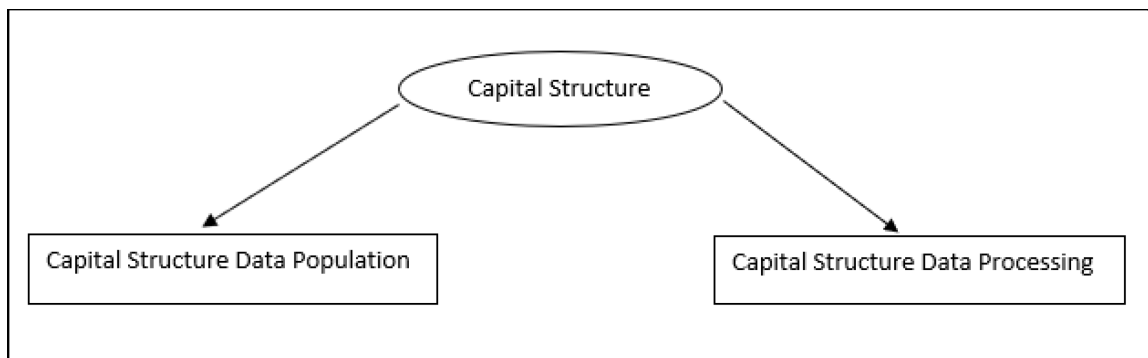 Capital Structure
Capital Structure Data Population
Capital Structure Data Processing